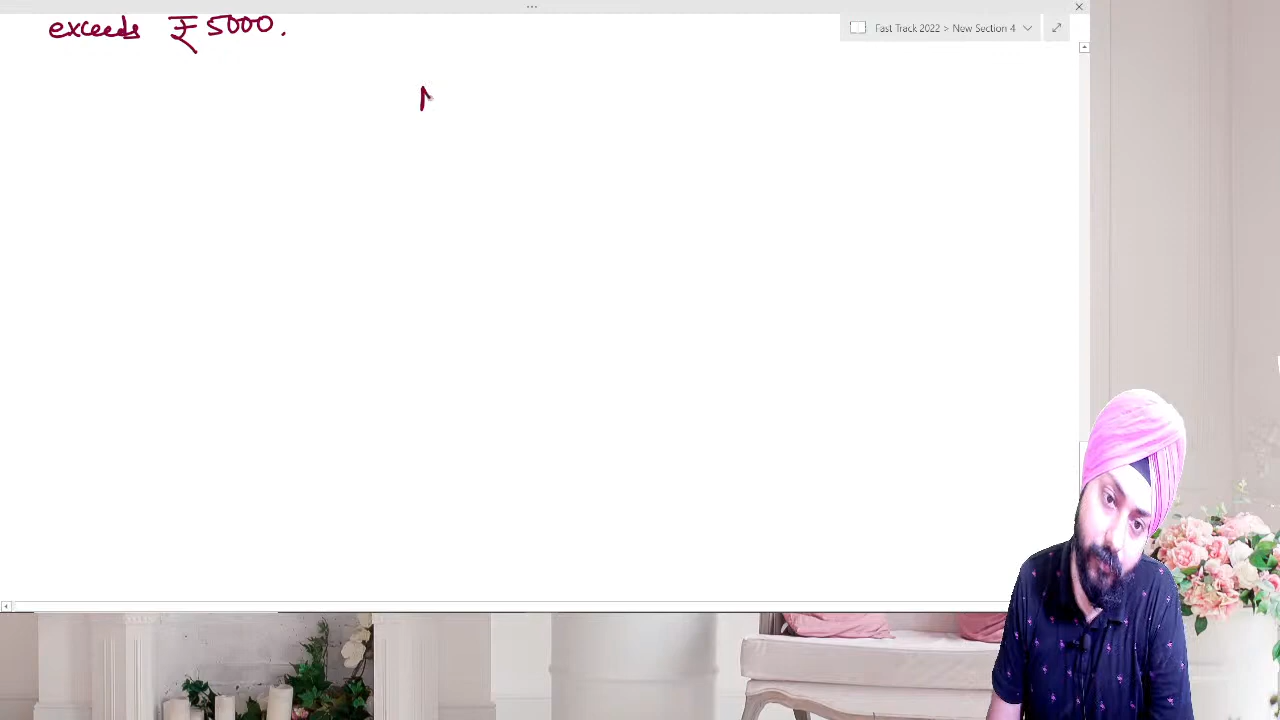 exceeds ₹ 5000.
Fast Track 2022 > New Section 4